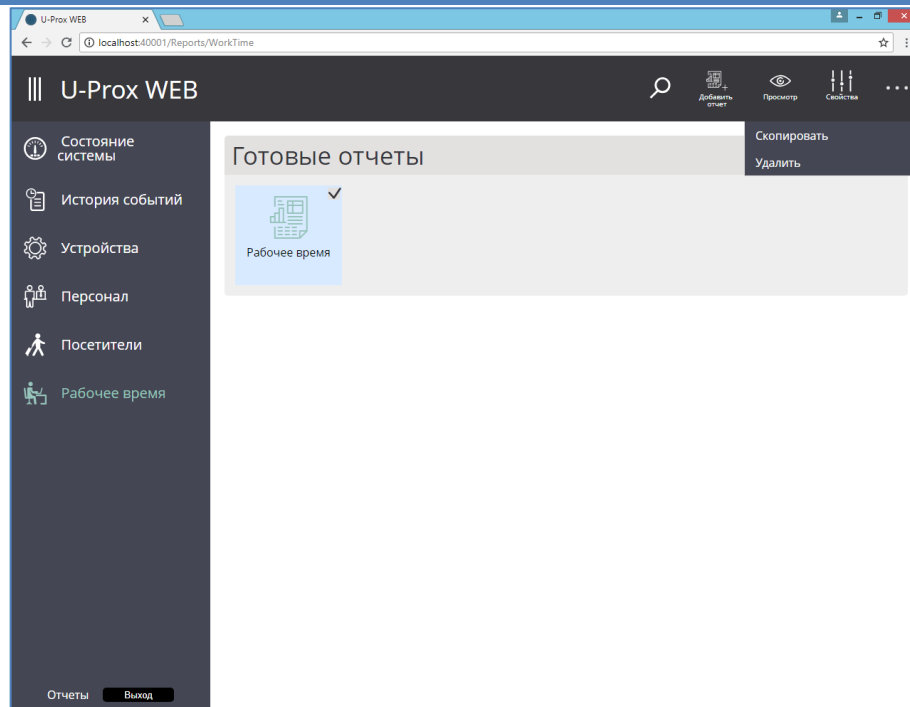 U-Prox WEB
localhost:40001/Reports/WorkTime
U-Prox WEB
Добавить
отчет
Просмотр
Свойства
Скопировать
Удалить
Состояние
системы
История событий
Устройства
Персонал
Посетители
Рабочее время
Готовые отчеты
Рабочее время
Отчеты
Выход